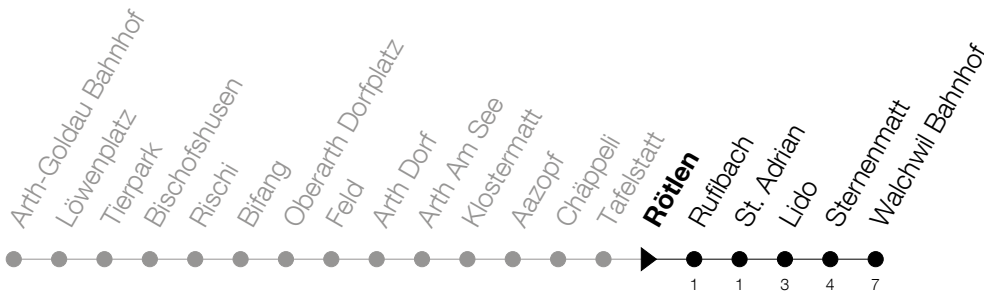 Arth-Goldau Bahnhof
Löwenplatz
Tierpark
Bischofshusen
Rischi
Bifang
Oberarth Dorfplatz
Feld
Arth Dorf
Arth Am See
Klostermatt
Aazopf
Chäppeli
Tafelstatt
Rötlen
Rufibach
St. Adrian
Lido
Sternenmatt
Walchwil Bahnhof
1
1
3
4
7